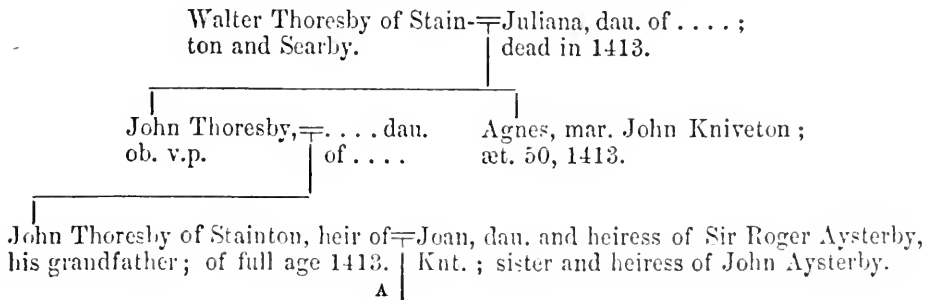 Walter Thoresby of Stain-╤Juliana, dau. of . . . . ;
ton and Searby. dead in 1413.
John Thoresby,╤. . . . dau. Agnes, mar. John Kniveton ;
ob. v.p. of . . . . æt. 50, 1413.
John Thoresby of Stainton, heir of╤Joan, dau. and heiress of Sir Roger Aysterby,
his grandfather; of full age 1413. Knt. ; sister and heiress of John Aysterby.
A